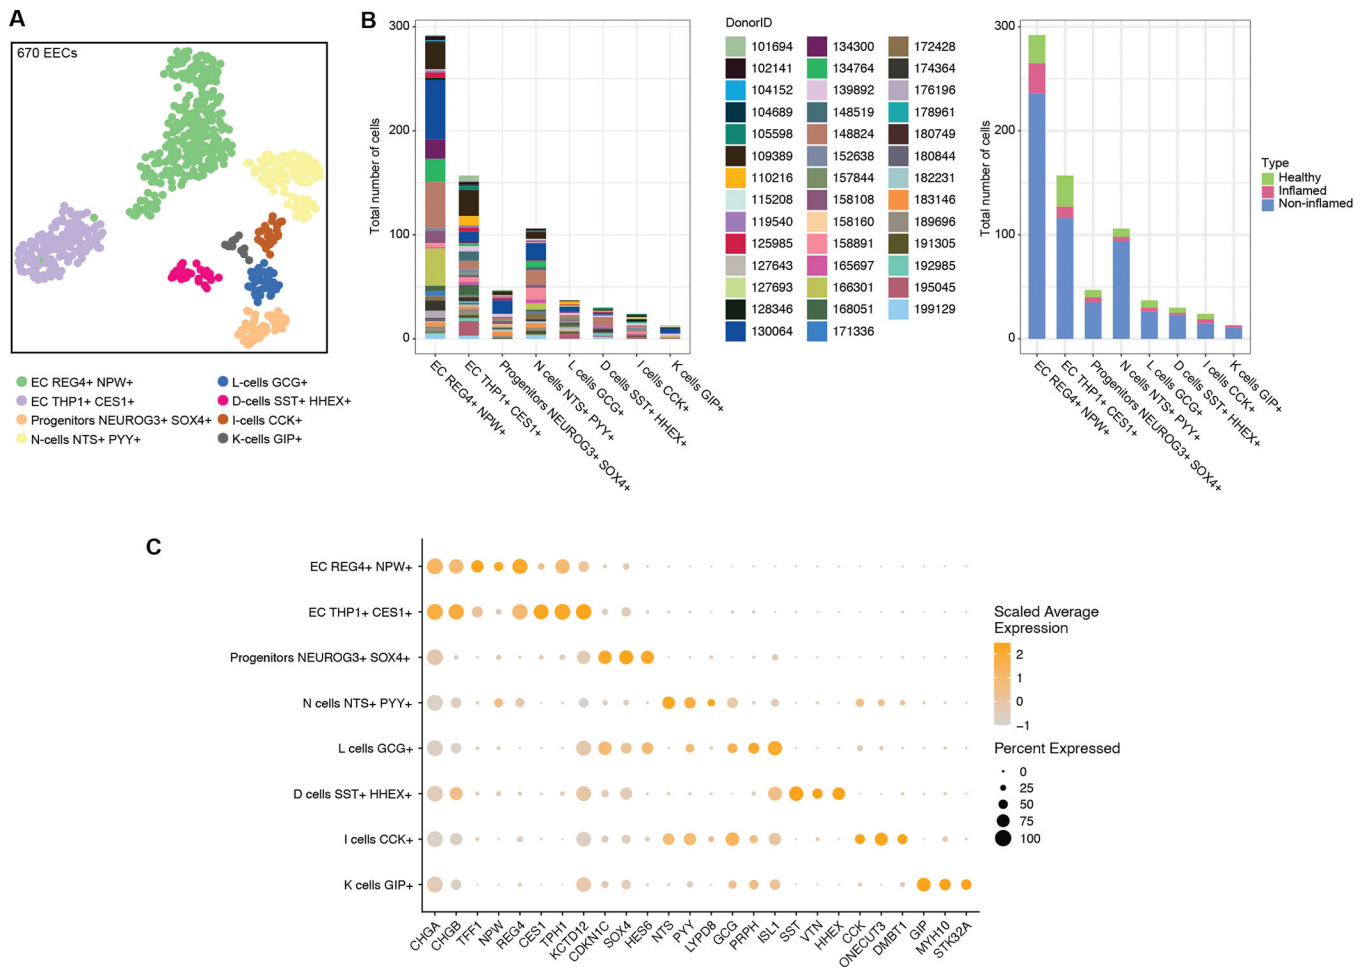 A
670 EECs
EC REG4+ NPW+
EC THP1+ CES1+
Progenitors NEUROG3+ SOX4+
N-cells NTS+ PYY+
L-cells GCG+
D-cells SST+ HHEX+
I-cells CCK+
K-cells GIP+
B
Total number of cells
300
200
100
0
EC REG4+ NPW+
EC THP1+ CES1+
Progenitors NEUROG3+ SOX4+
N cells NTS+ PYY+
L cells GCG+
D cells SST+ HHEX+
I cells CCK+
K cells GIP+
DonorID
101694
102141
104152
104689
105598
109389
110216
115208
119540
125985
127643
127693
128346
130064
134300
134764
139892
148519
148824
152638
157844
158108
158160
158891
165697
166301
168051
171336
172428
174364
176196
178961
180749
180844
182231
183146
189696
191305
192985
195045
199129
Total number of cells
300
200
100
0
EC REG4+ NPW+
EC THP1+ CES1+
Progenitors NEUROG3+ SOX4+
N cells NTS+ PYY+
L cells GCG+
D cells SST+ HHEX+
I cells CCK+
K cells GIP+
Type
Healthy
Inflamed
Non-inflamed
C
EC REG4+ NPW+
EC THP1+ CES1+
Progenitors NEUROG3+ SOX4+
N cells NTS+ PYY+
L cells GCG+
D cells SST+ HHEX+
I cells CCK+
K cells GIP+
CHGA
CHGB
TFF1
NPW
REG4
CES1
TPH1
KCTD12
CDKN1C
SOX4
HES6
NTS
PYY
LYPD8
GCG
PRPH
ISL1
SST
VTN
HHEX
CCK
ONECUT3
DMBT1
GIP
MYH10
STK32A
Scaled Average
Expression
2
1
0
−1
Percent Expressed
0
25
50
75
100